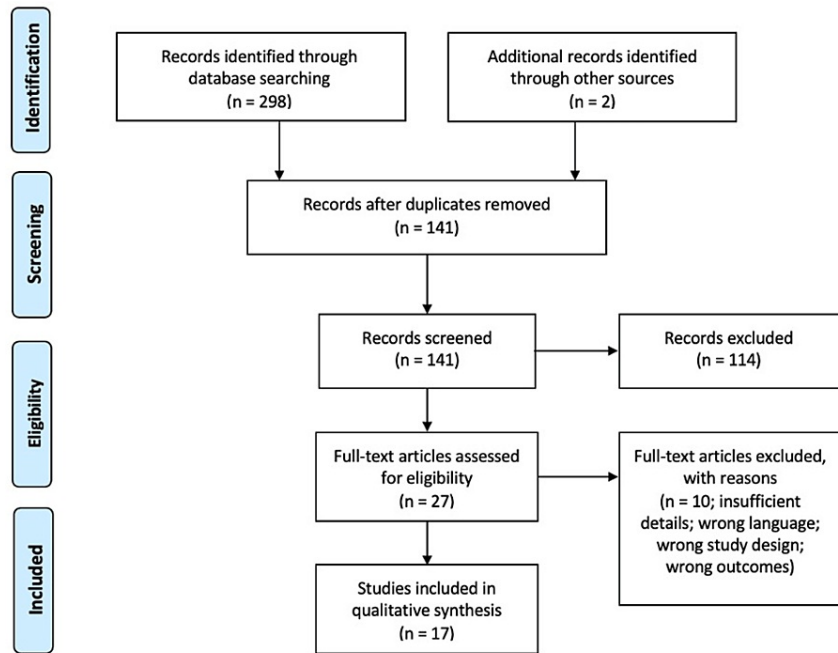 Identification
Records identified through
database searching
(n = 298)
Additional records identified
through other sources
(n = 2)
Screening
Records after duplicates removed
(n = 141)
Records screened
(n = 141)
Records excluded
(n = 114)
Eligibility
Full-text articles assessed
for eligibility
(n = 27)
Full-text articles excluded,
with reasons
(n = 10; insufficient
details; wrong language;
wrong study design;
wrong outcomes)
Included
Studies included in
qualitative synthesis
(n = 17)